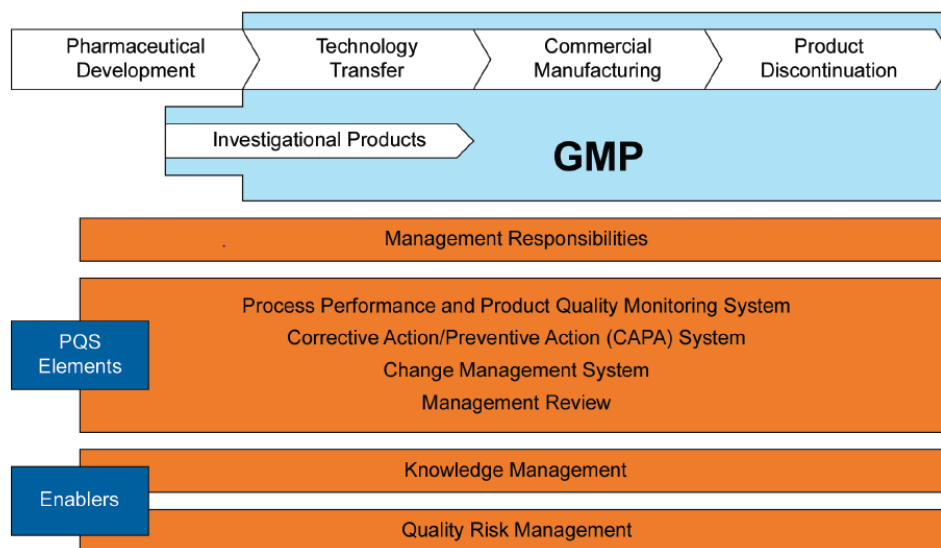 Pharmaceutical
Development
Technology
Transfer
Commercial
Manufacturing
Product
Discontinuation
Investigational Products
GMP
Management Responsibilities
PQS
Elements
Process Performance and Product Quality Monitoring System
Corrective Action/Preventive Action (CAPA) System
Change Management System
Management Review
Enablers
Knowledge Management
Quality Risk Management